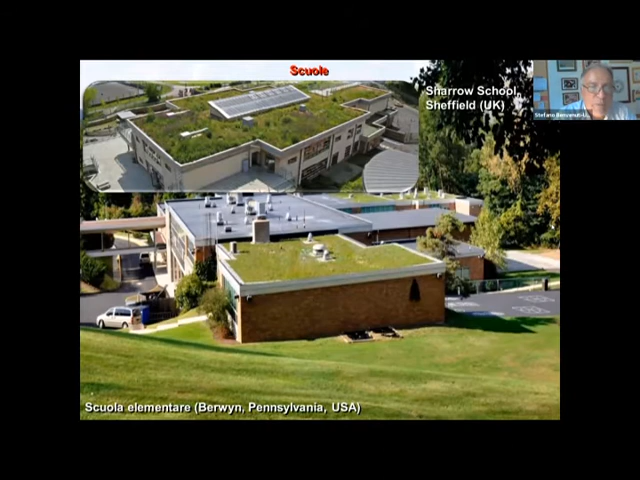 Scuole
Sharrow School,
Sheffield (UK)
Scuola elementare (Berwyn, Pennsylvania, USA)